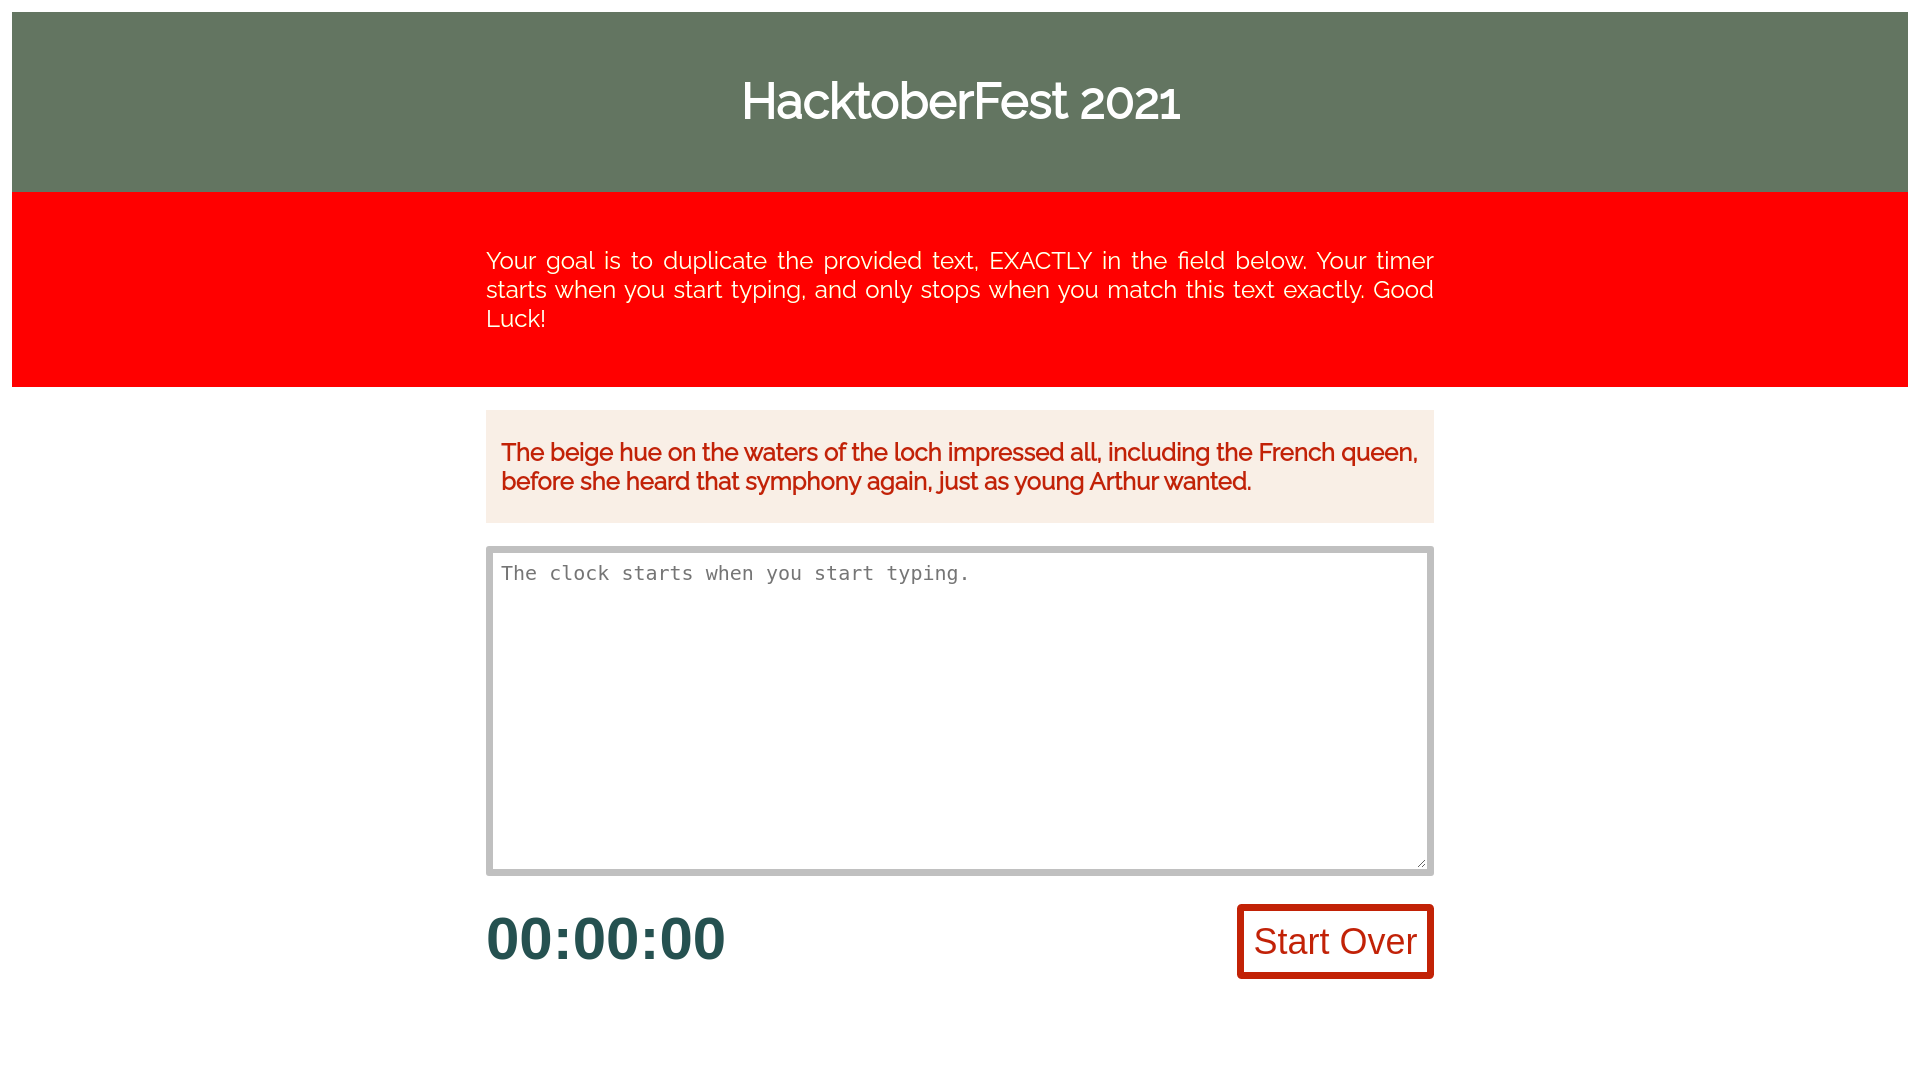 HacktoberFest 2021
Your goal is to duplicate the provided text, EXACTLY in the field below. Your timer
starts when you start typing, and only stops when you match this text exactly. Good
Luck!
The beige hue on the waters of the loch impressed all, including the French queen,
before she heard that symphony again, just as young Arthur wanted.
The clock starts when you start typing.
00:00:00
Start Over